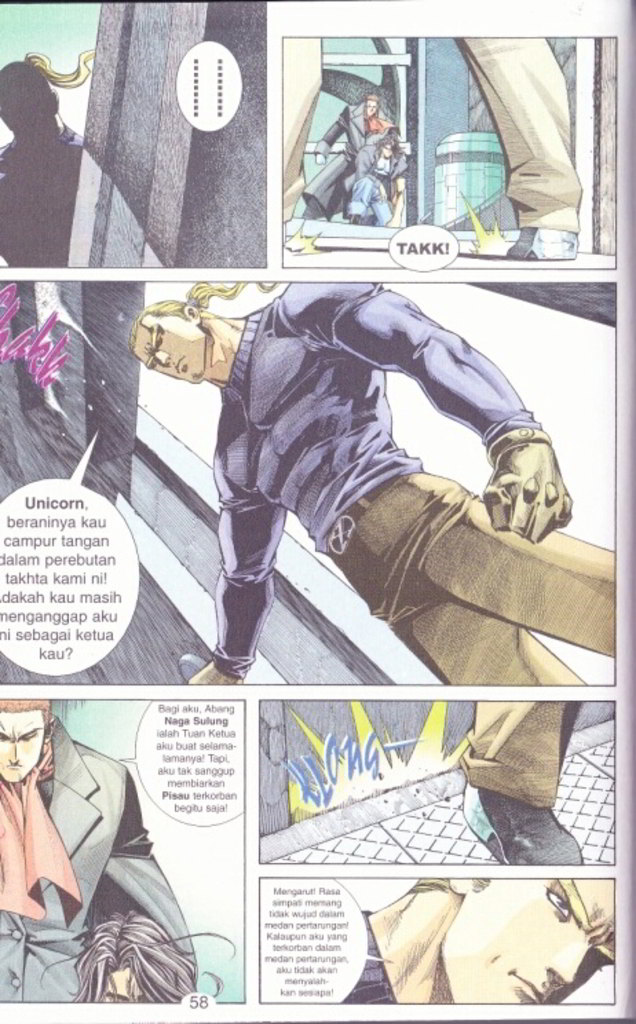 TAKK!
Unicorn,
beraninya kau
campur tangan
dalam perebutan
takhta kami ni!
Adakah kau masih
menganggap aku
ni sebagai ketua
kau?
Bagi aku, Abang
Naga Sulung
ialah Tuan Ketua
aku buat selama-
lamanya! Tapi,
aku tak sanggup
membiarkan
Pisau terkorban
begitu saja!
KLONG
Mengarut! Rasa
simpati memang
tidak wujud dalam
medan pertarungan!
Kalaupun aku yang
terkorban dalam
medan pertarungan,
aku tidak akan
menyalah-
kan sesiapa!
58